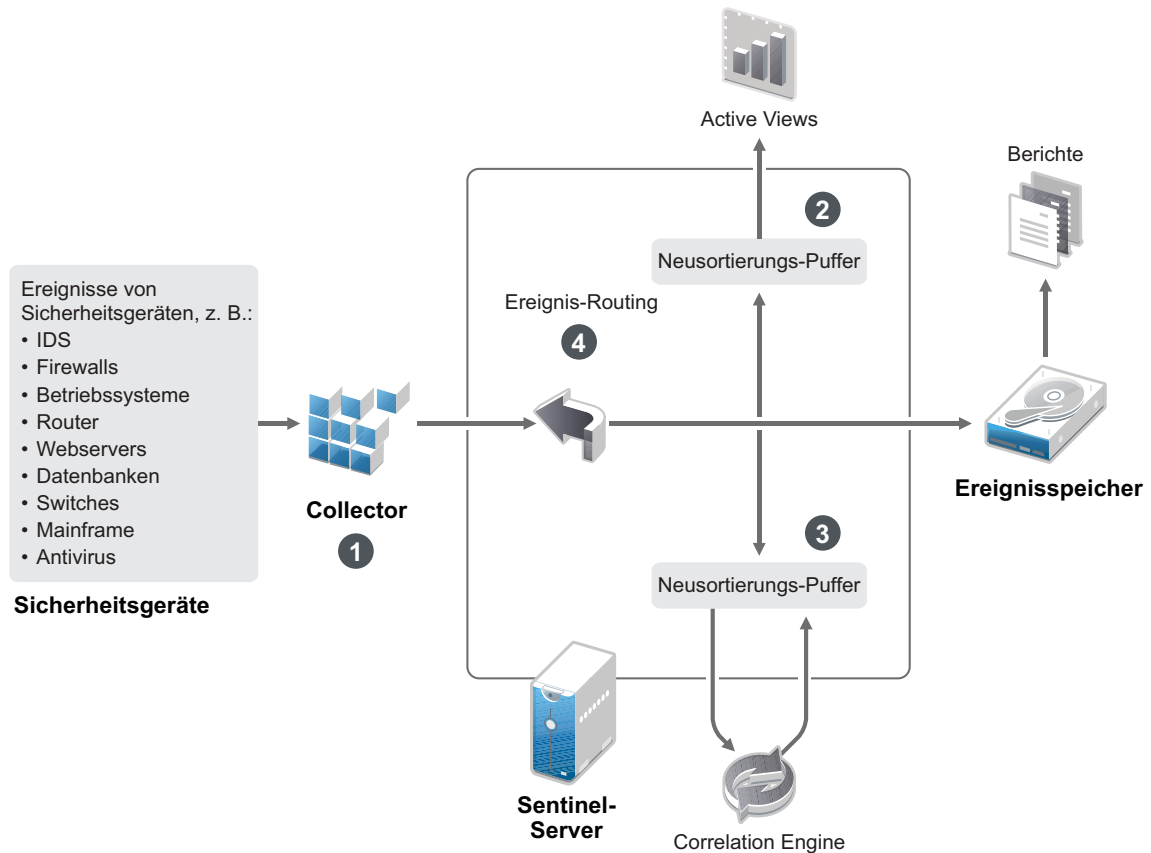 Active Views
Berichte
2
Neusortierungs-Puffer
Ereignisse von
Sicherheitsgeräten, z. B.:
• IDS
• Firewalls
• Betriebssysteme
• Router
• Webservers
• Datenbanken
• Switches
• Mainframe
• Antivirus
Sicherheitsgeräte
Ereignis-Routing
4
Collector
1
Ereignisspeicher
3
Neusortierungs-Puffer
Sentinel-
Server
Correlation Engine